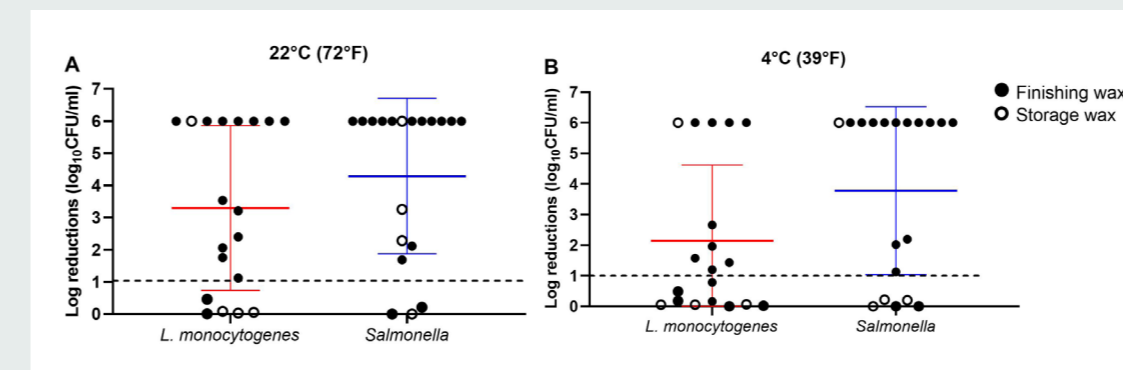 A
22°C (72°F)
Log reductions (log₁₀CFU/ml)
7
6
5
4
3
2
1
0
L. monocytogenes
Salmonella
B
4°C (39°F)
Log reductions (log₁₀CFU/ml)
7
6
5
4
3
2
1
0
L. monocytogenes
Salmonella
Finishing wax
Storage wax